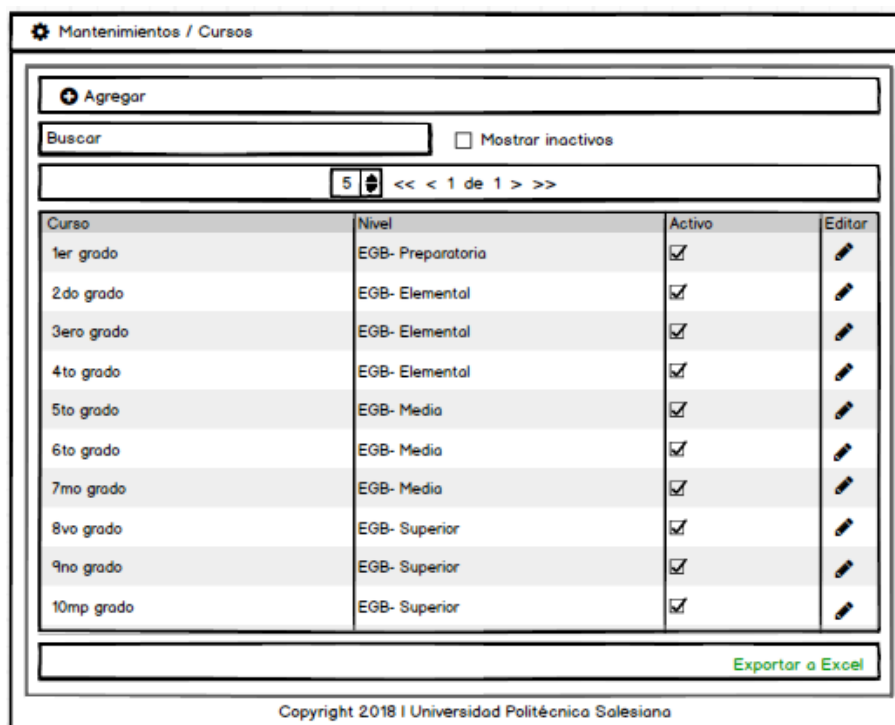 Mantenimientos / Cursos
Agregar
Buscar Mostrar inactivos
5 << < 1 de 1 > >>
Curso Nivel Activo Editar
1er grado EGB- Preparatoria
2do grado EGB- Elemental
3ero grado EGB- Elemental
4to grado EGB- Elemental
5to grado EGB- Media
6to grado EGB- Media
7mo grado EGB- Media
8vo grado EGB- Superior
9no grado EGB- Superior
10mp grado EGB- Superior
Exportar a Excel
Copyright 2018 | Universidad Politécnica Salesiana